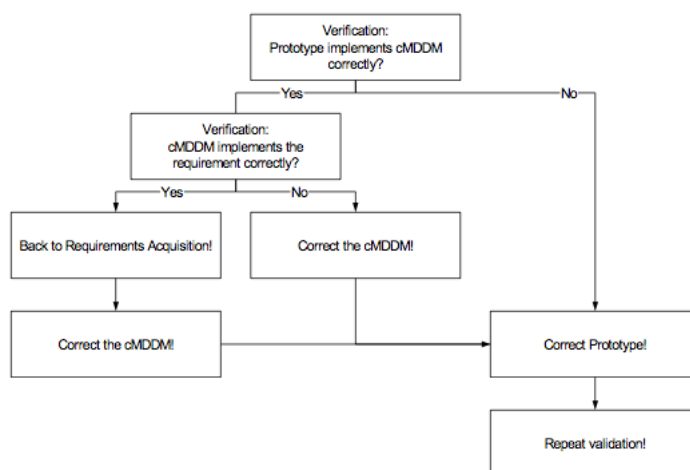 Verification:
Prototype implements cMDDM
correctly?
Yes
No
Verification:
cMDDM implements the
requirement correctly?
Yes
No
Back to Requirements Acquisition!
Correct the cMDDM!
Correct the cMDDM!
Correct Prototype!
Repeat validation!